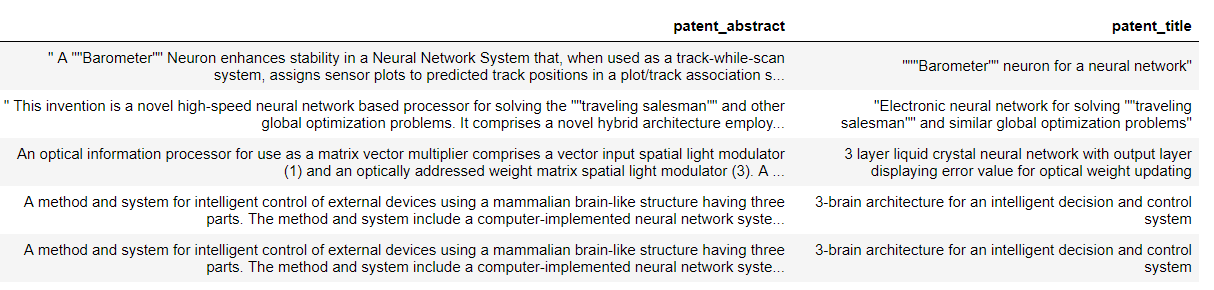 patent_abstract patent_title
" A ""Barometer"" Neuron enhances stability in a Neural Network System that, when used as a track-while-scan
system, assigns sensor plots to predicted track positions in a plot/track association s...
"""Barometer"" neuron for a neural network"
" This invention is a novel high-speed neural network based processor for solving the ""traveling salesman"" and other
global optimization problems. It comprises a novel hybrid architecture employ...
"Electronic neural network for solving ""traveling
salesman"" and similar global optimization problems"
An optical information processor for use as a matrix vector multiplier comprises a vector input spatial light modulator
(1) and an optically addressed weight matrix spatial light modulator (3). A ...
3 layer liquid crystal neural network with output layer
displaying error value for optical weight updating
A method and system for intelligent control of external devices using a mammalian brain-like structure having three
parts. The method and system include a computer-implemented neural network syste...
3-brain architecture for an intelligent decision and control
system
A method and system for intelligent control of external devices using a mammalian brain-like structure having three
parts. The method and system include a computer-implemented neural network syste...
3-brain architecture for an intelligent decision and control
system